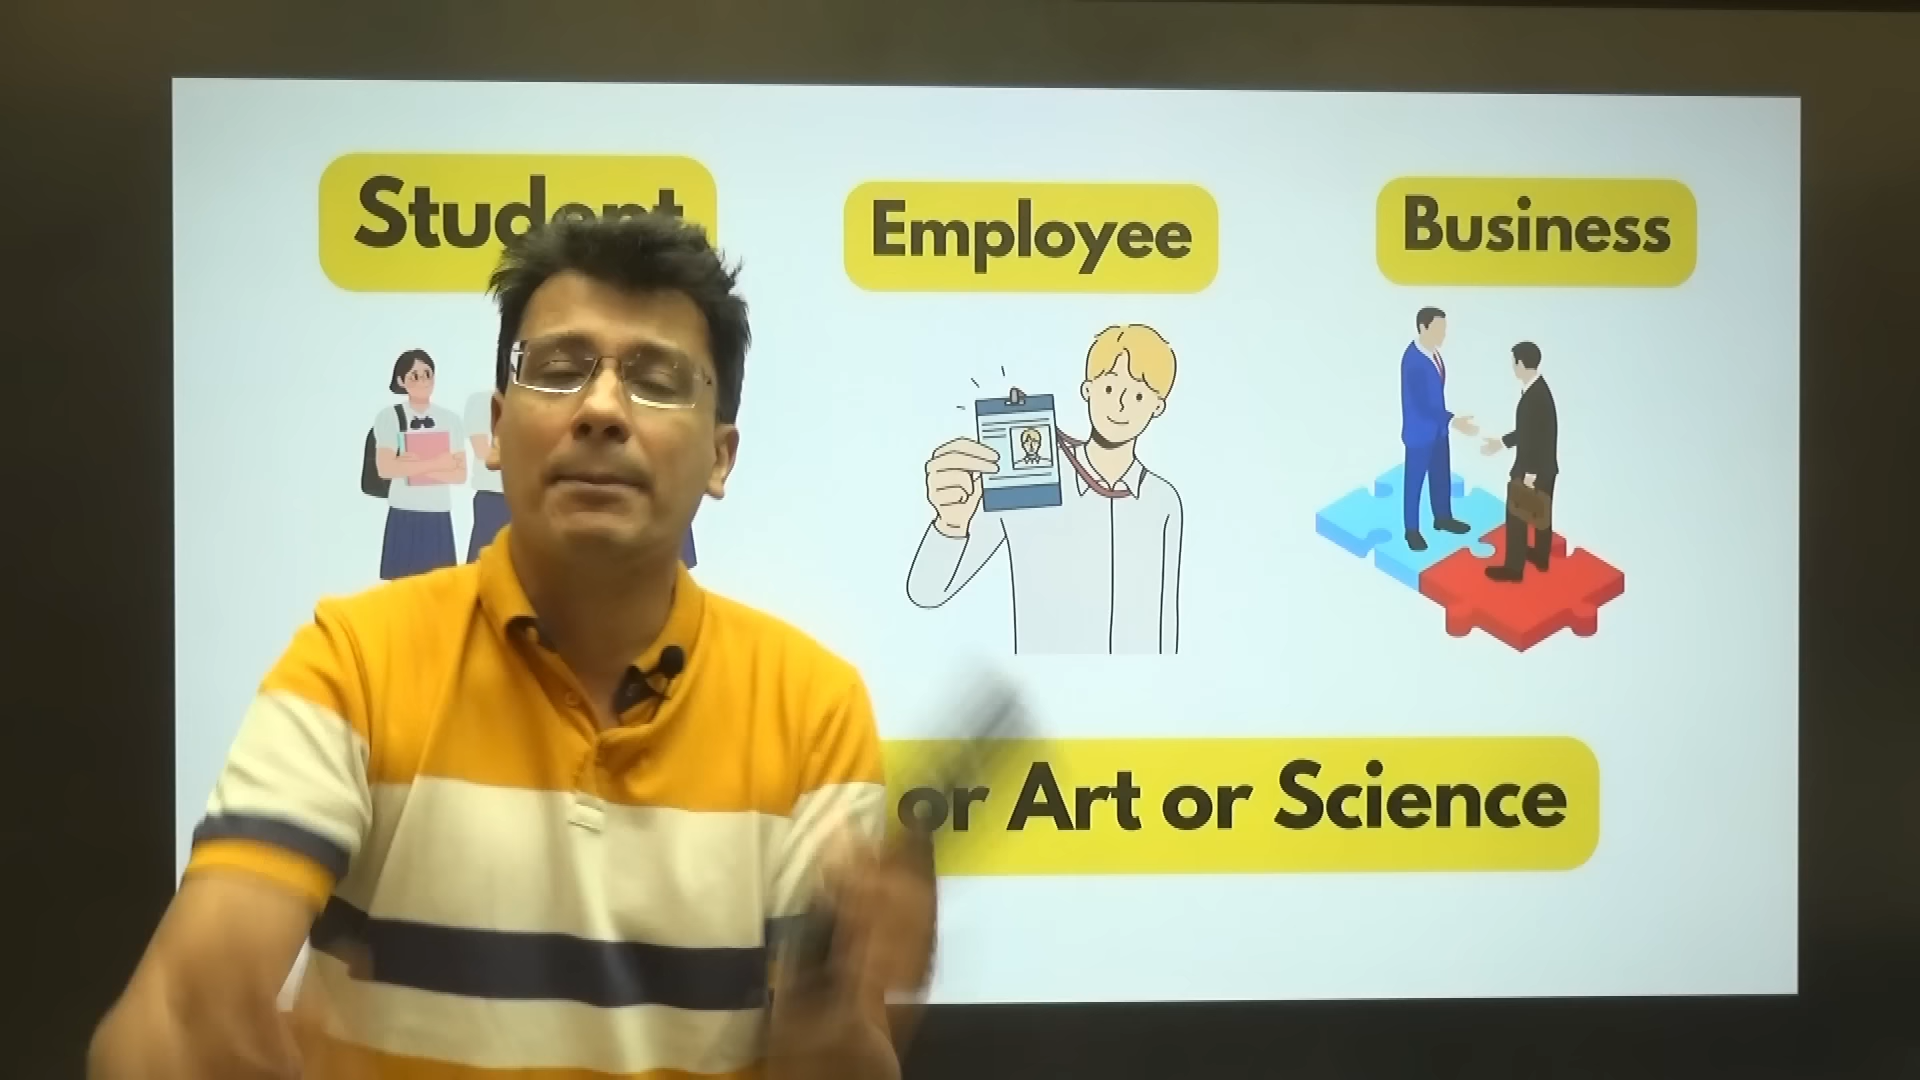 Student
Employee
Business
or Art or Science